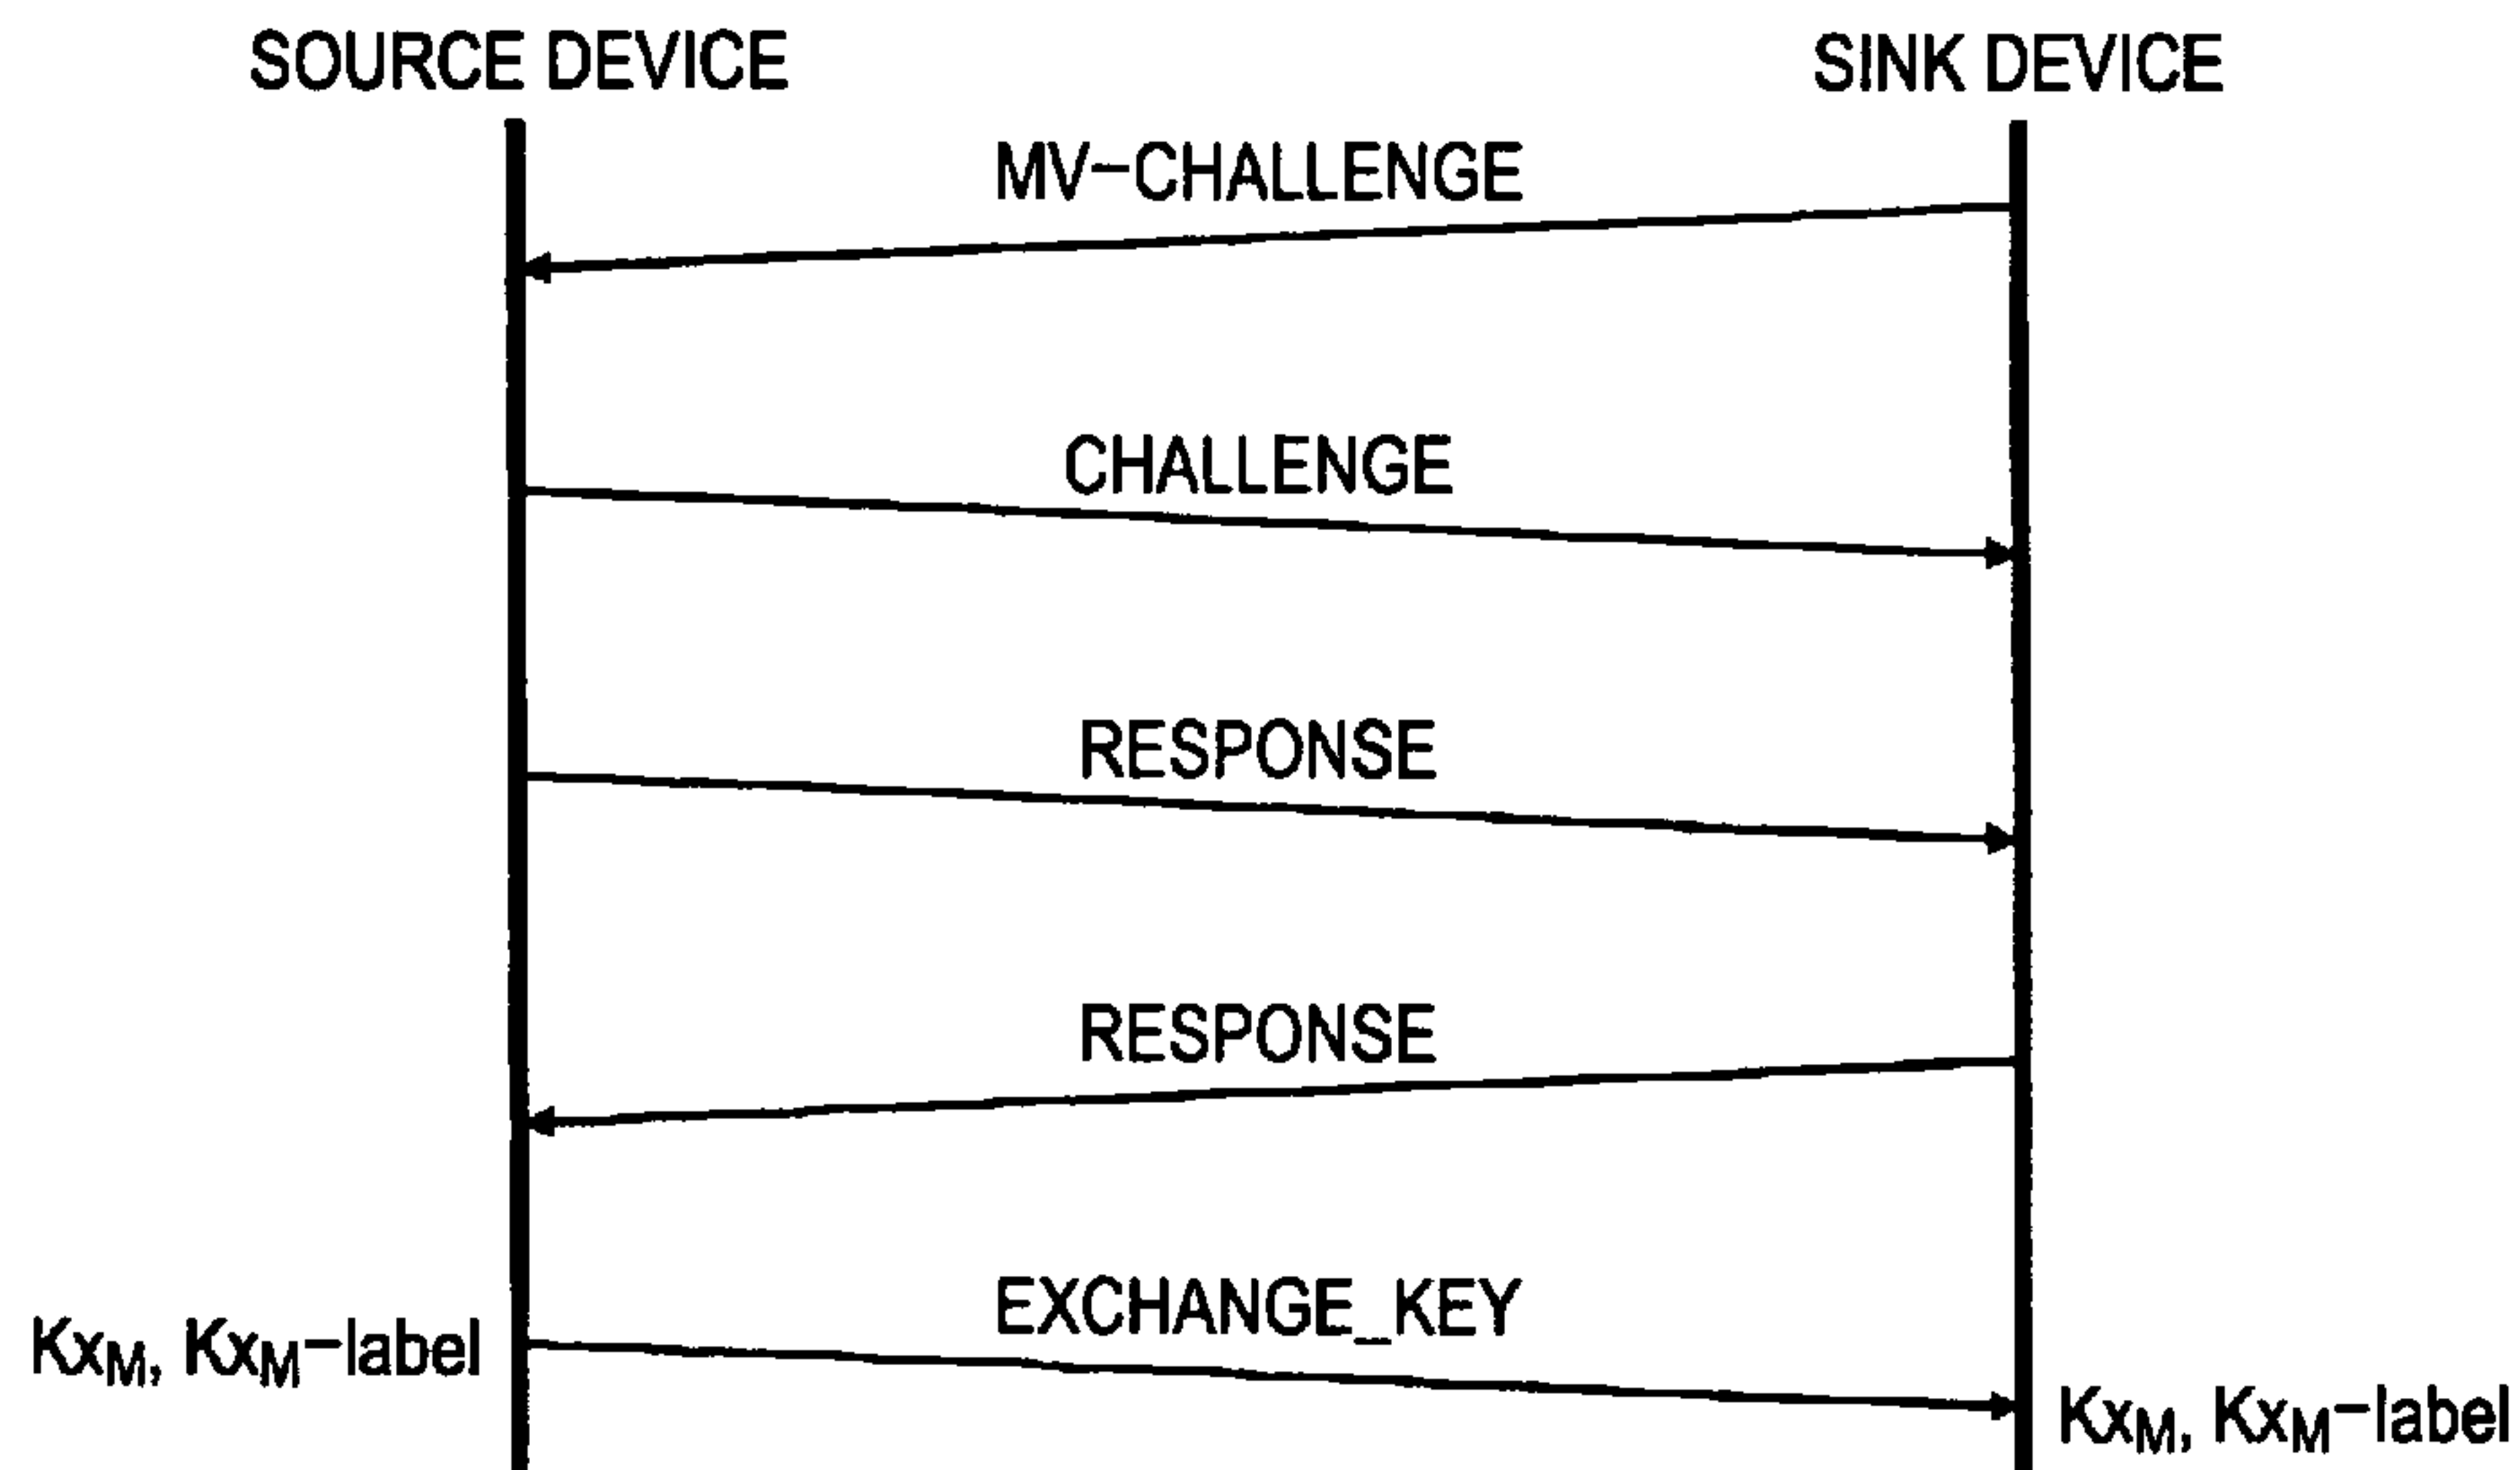 SOURCE DEVICE
SINK DEVICE
MV-CHALLENGE
CHALLENGE
RESPONSE
RESPONSE
EXCHANGE_KEY
KxM, KxM-label
KxM, KxM-label